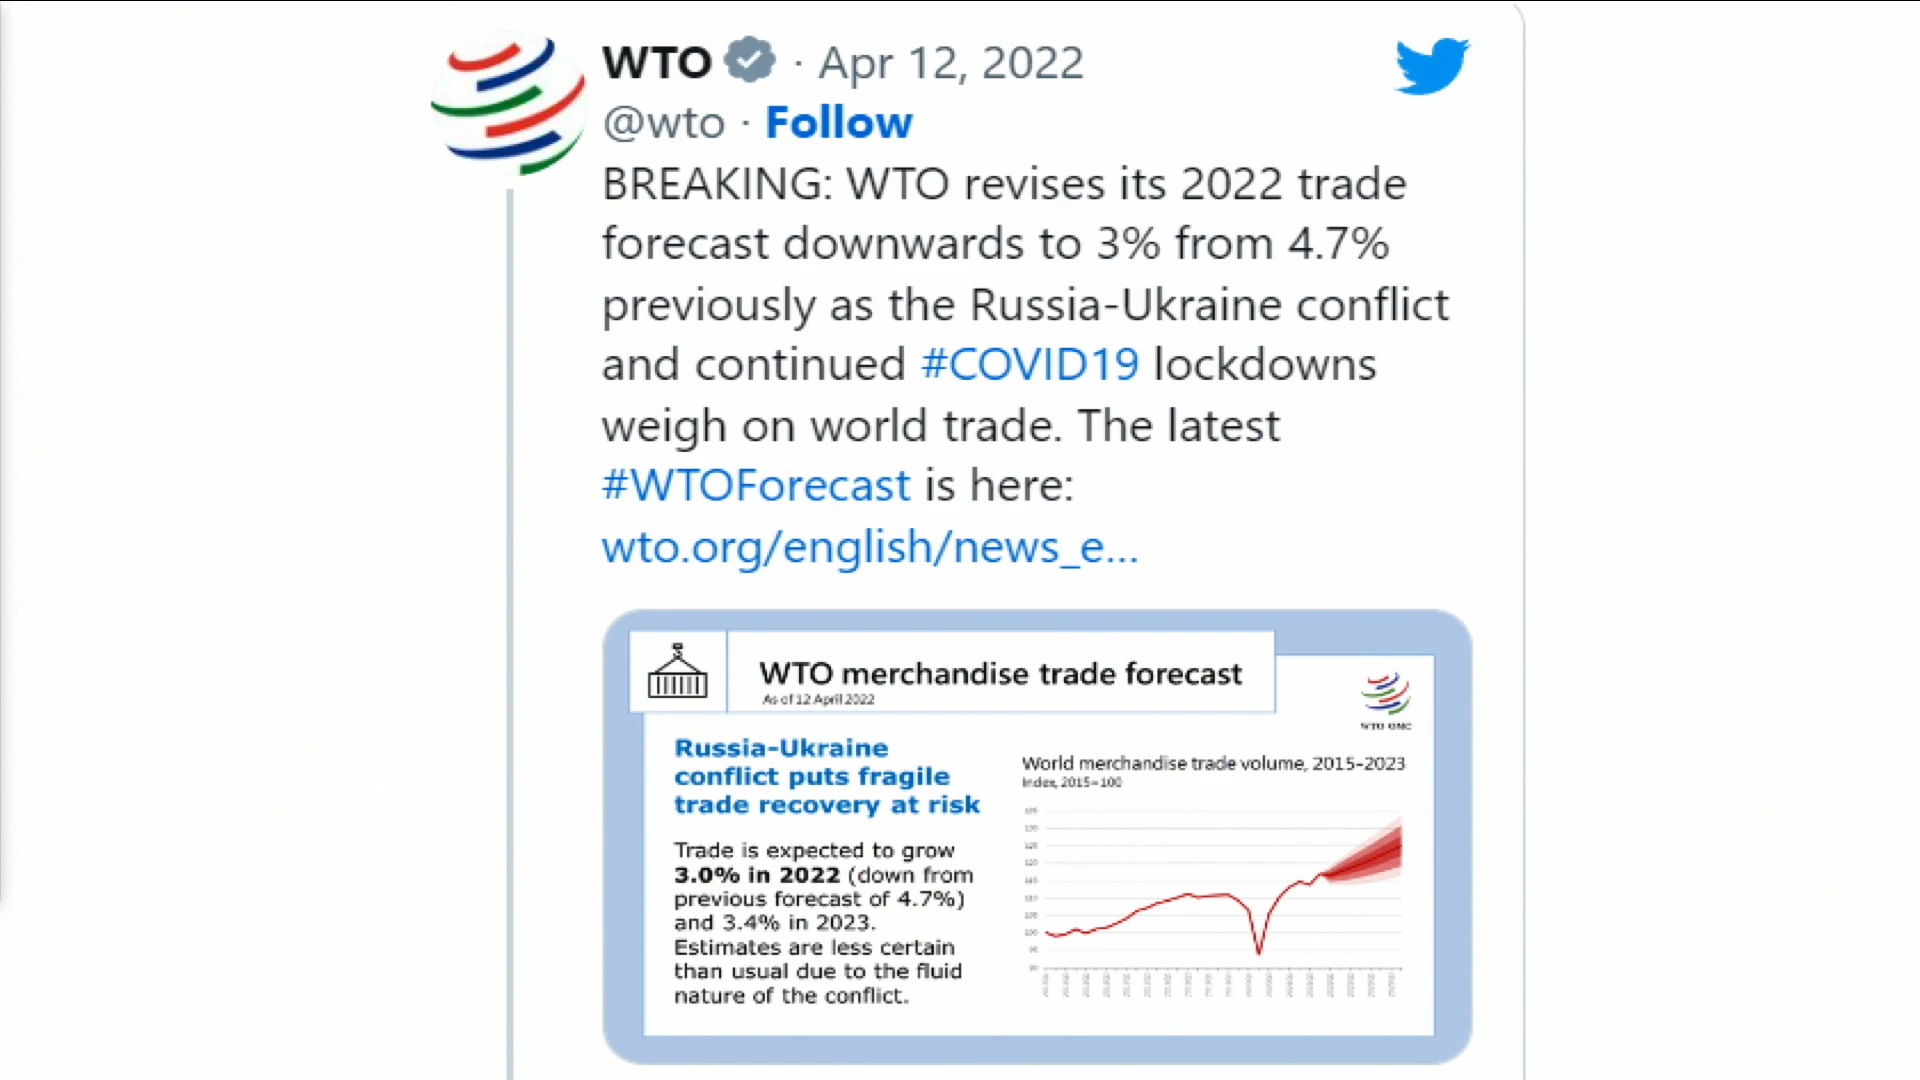 WTO · Apr 12, 2022
@wto · Follow
BREAKING: WTO revises its 2022 trade
forecast downwards to 3% from 4.7%
previously as the Russia-Ukraine conflict
and continued #COVID19 lockdowns
weigh on world trade. The latest
#WTOForecast is here:
wto.org/english/news_e...
WTO merchandise trade forecast
As of 12 April 2022
WTO OMC
Russia-Ukraine
conflict puts fragile
trade recovery at risk
Trade is expected to grow
3.0% in 2022 (down from
previous forecast of 4.7%)
and 3.4% in 2023.
Estimates are less certain
than usual due to the fluid
nature of the conflict.
World merchandise trade volume, 2015-2023
Index, 2015=100